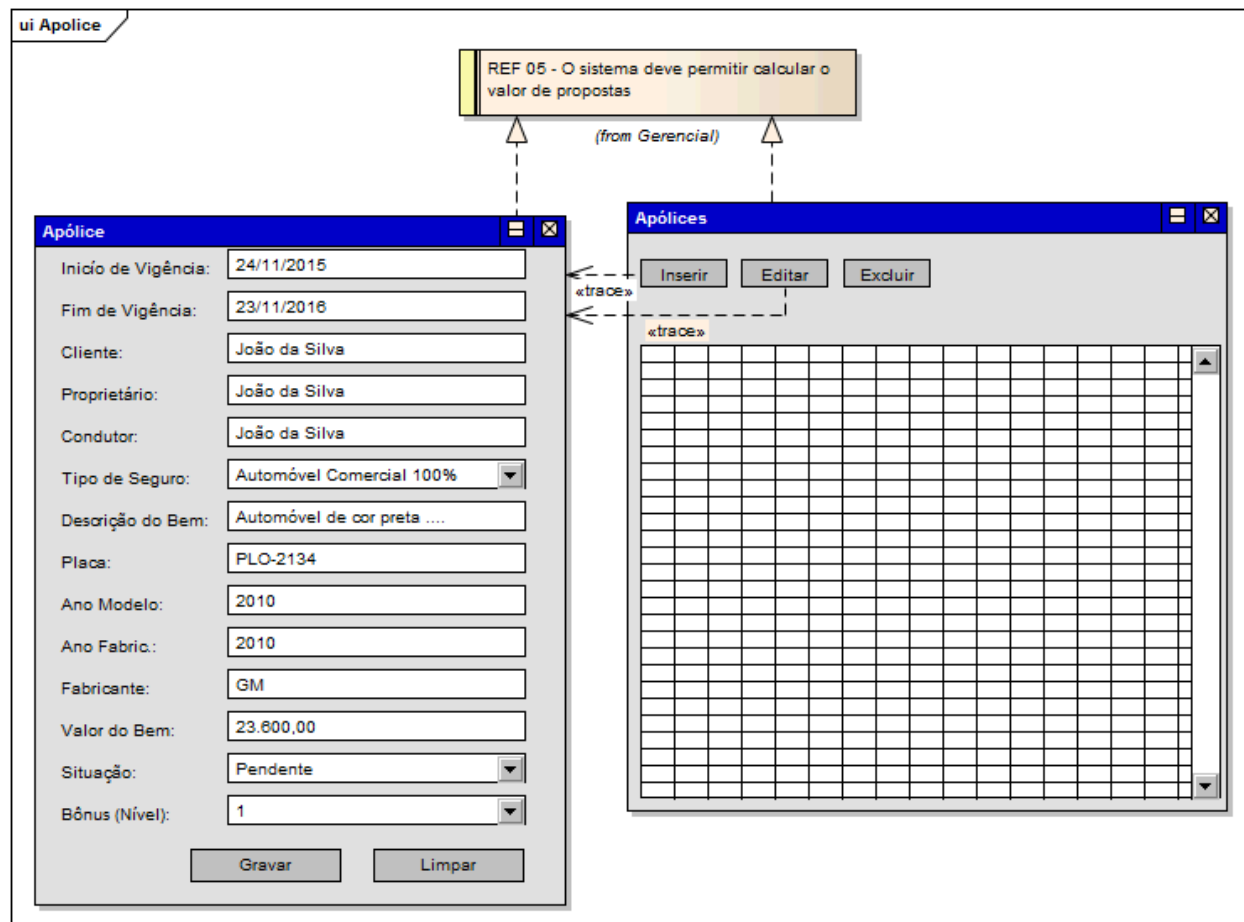 ui Apolice
REF 05 - O sistema deve permitir calcular o
valor de propostas
(from Gerencial)
Apólice
Inicío de Vigência: 24/11/2015
Fim de Vigência: 23/11/2016
Cliente: João da Silva
Proprietário: João da Silva
Condutor: João da Silva
Tipo de Seguro: Automóvel Comercial 100%
Descrição do Bem: Automóvel de cor preta ....
Placa: PLO-2134
Ano Modelo: 2010
Ano Fabric.: 2010
Fabricante: GM
Valor do Bem: 23.600,00
Situação: Pendente
Bônus (Nível): 1
Gravar Limpar
«trace»
«trace»
Apólices
Inserir Editar Excluir